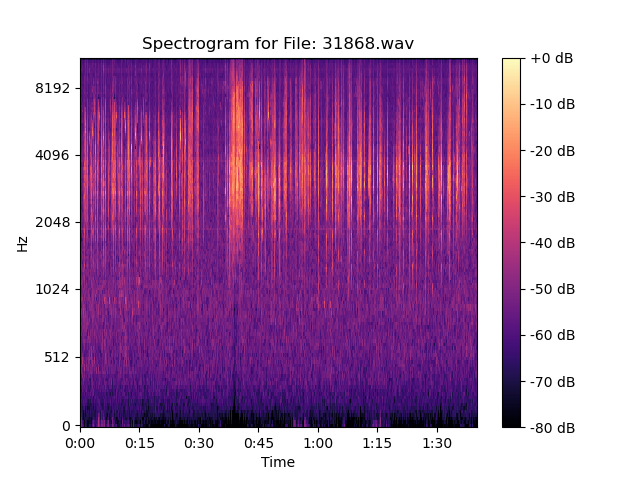 Spectrogram for File: 31868.wav
8192
4096
2048
1024
512
0
Hz
0:00
0:15
0:30
0:45
1:00
1:15
1:30
Time
+0 dB
-10 dB
-20 dB
-30 dB
-40 dB
-50 dB
-60 dB
-70 dB
-80 dB